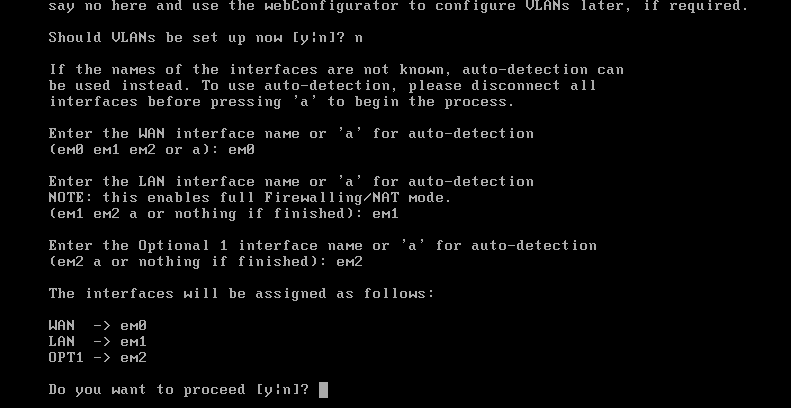 say no here and use the webConfigurator to configure VLANs later, if required.
Should VLANs be set up now [y|n]? n
If the names of the interfaces are not known, auto-detection can
be used instead. To use auto-detection, please disconnect all
interfaces before pressing 'a' to begin the process.
Enter the WAN interface name or 'a' for auto-detection
(em0 em1 em2 or a): em0
Enter the LAN interface name or 'a' for auto-detection
NOTE: this enables full Firewalling/NAT mode.
(em1 em2 a or nothing if finished): em1
Enter the Optional 1 interface name or 'a' for auto-detection
(em2 a or nothing if finished): em2
The interfaces will be assigned as follows:
WAN  -> em0
LAN  -> em1
OPT1 -> em2
Do you want to proceed [y|n]?